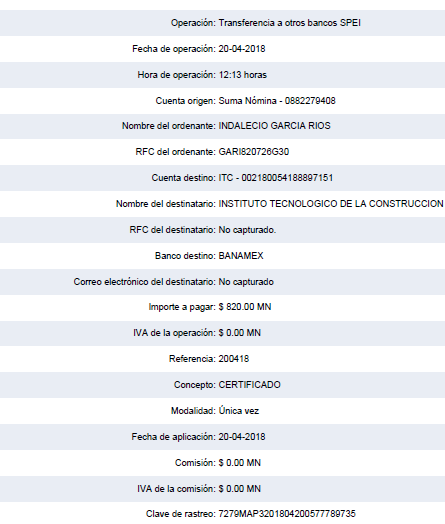 Operación: Transferencia a otros bancos SPEI
Fecha de operación: 20-04-2018
Hora de operación: 12:13 horas
Cuenta origen: Suma Nómina - 0882279408
Nombre del ordenante: INDALECIO GARCIA RIOS
RFC del ordenante: GARI820726G30
Cuenta destino: ITC - 002180054188897151
Nombre del destinatario: INSTITUTO TECNOLOGICO DE LA CONSTRUCCION
RFC del destinatario: No capturado.
Banco destino: BANAMEX
Correo electrónico del destinatario: No capturado
Importe a pagar: $ 820.00 MN
IVA de la operación: $ 0.00 MN
Referencia: 200418
Concepto: CERTIFICADO
Modalidad: Única vez
Fecha de aplicación: 20-04-2018
Comisión: $ 0.00 MN
IVA de la comisión: $ 0.00 MN
Clave de rastreo: 7279MAP3201804200577789735